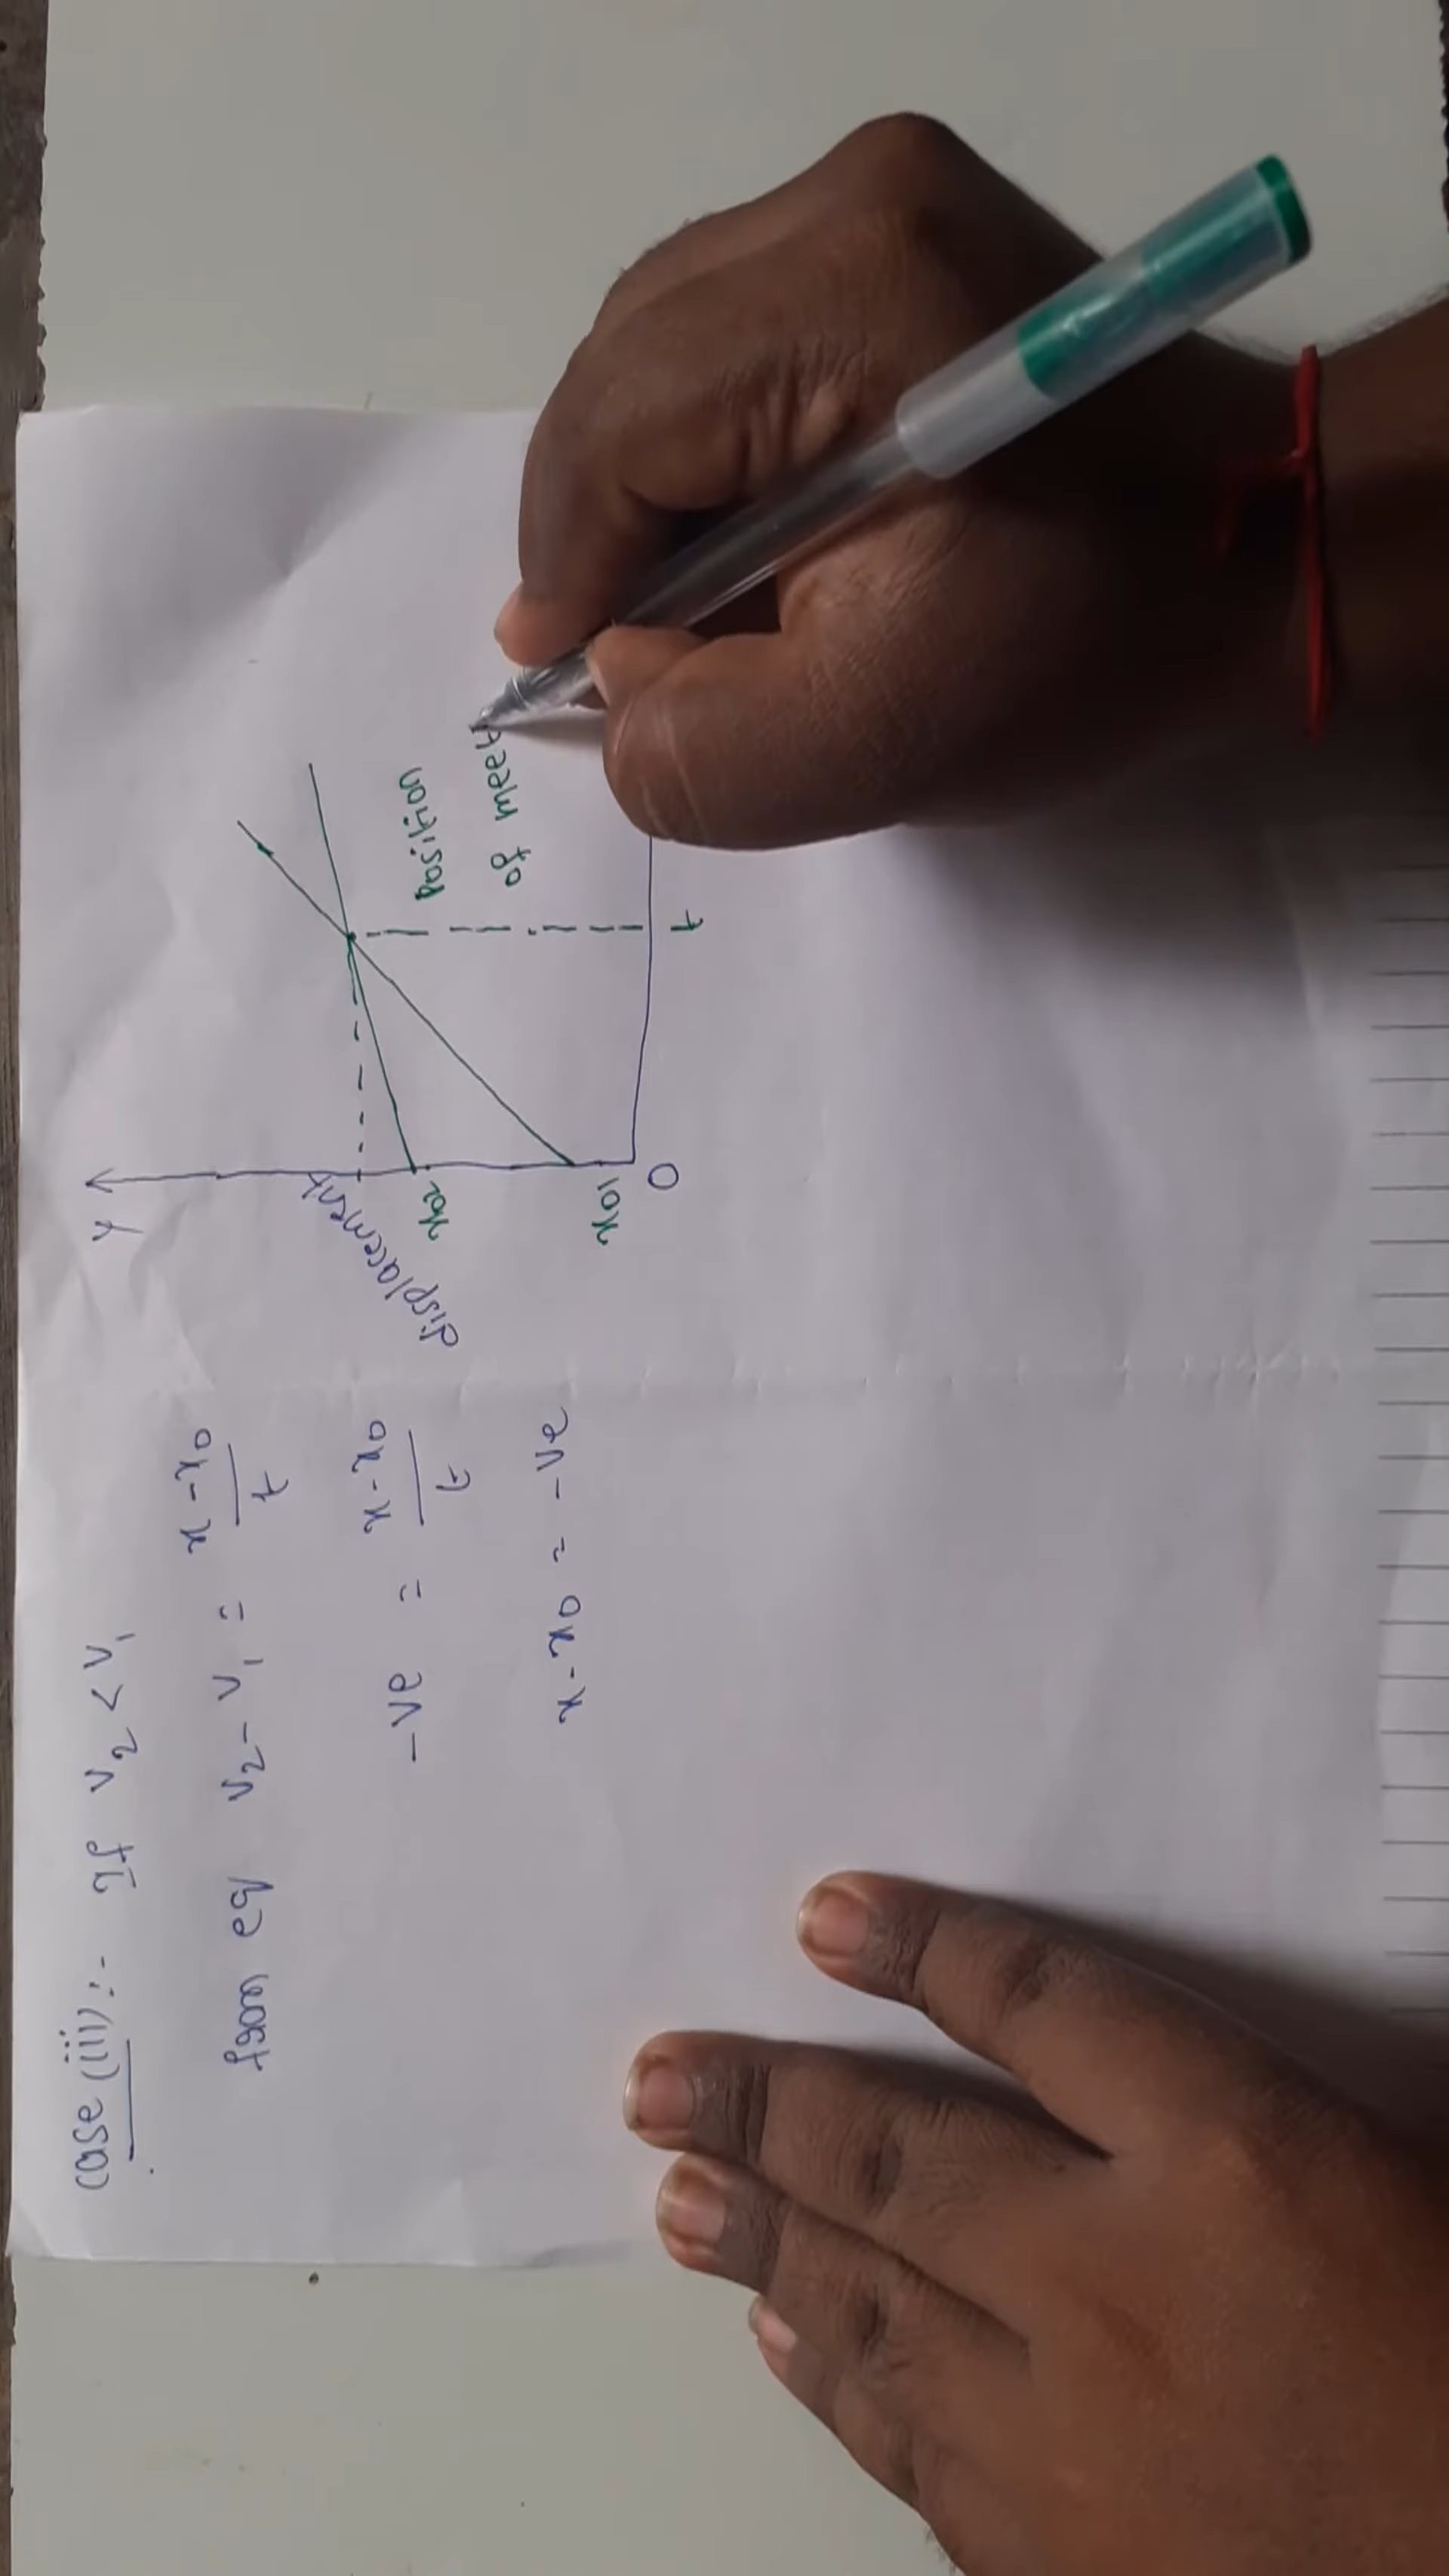 case (iii):- If v₂ < v₁
from eq v₂ - v₁ = x - x₀ / t
-ve = x - x₀ / t
x - x₀ = -ve
Y
displacement
x₀₂
x₀₁
O
t
Position
of meet